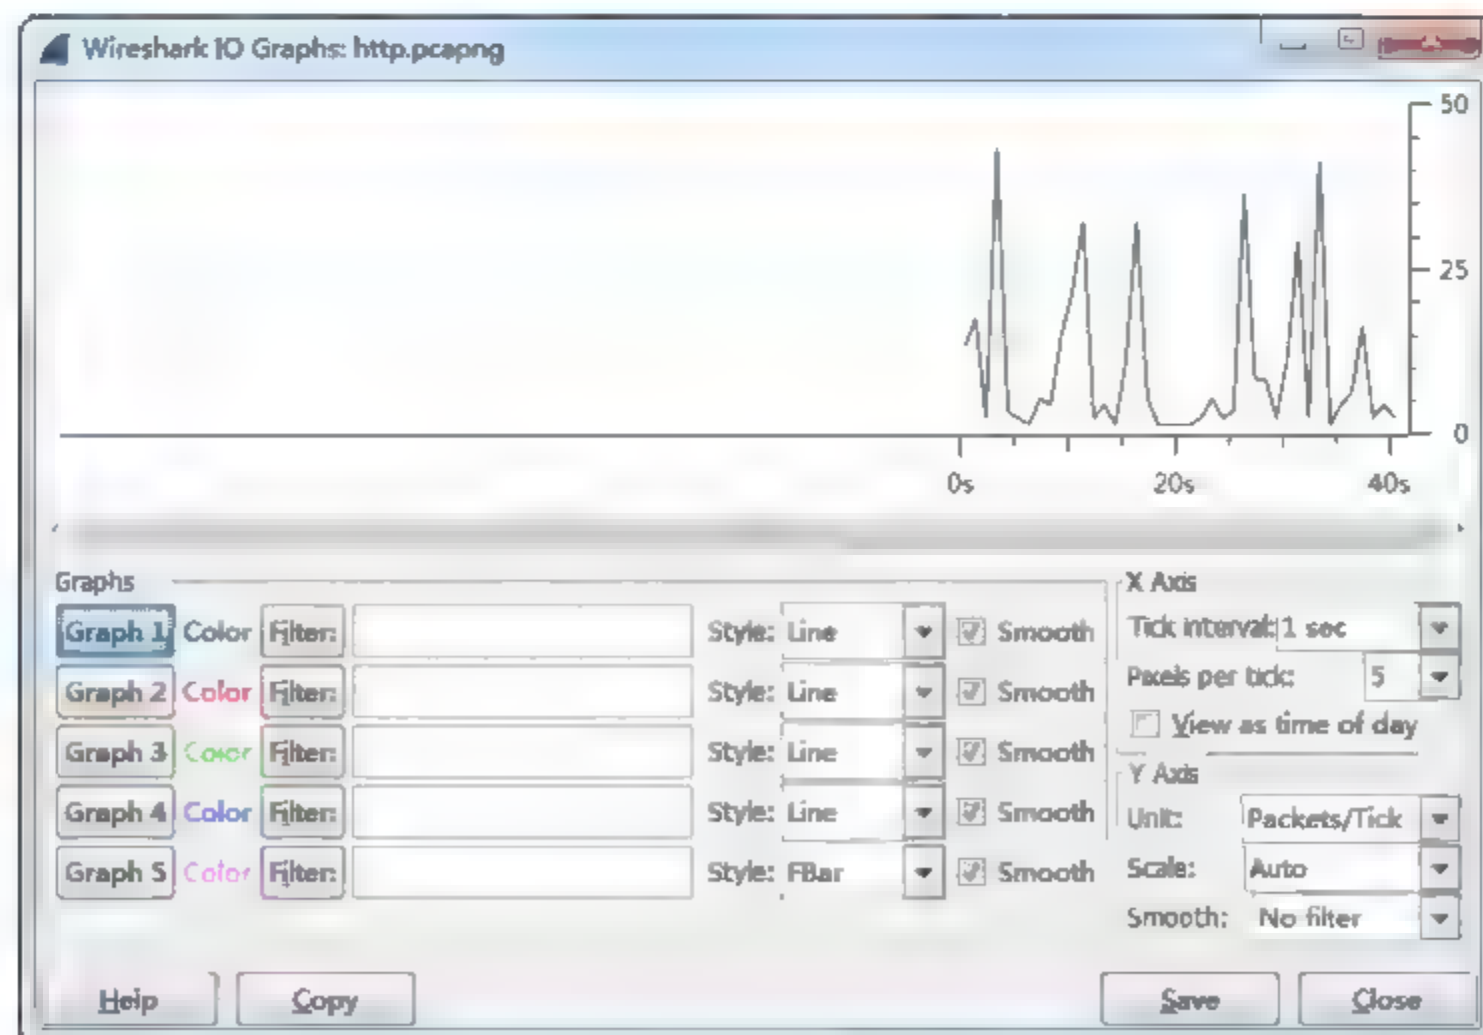 Wireshark IO Graphs: http.pcapng
50
25
0
0s 20s 40s
Graphs
Graph 1 Color Filter: Style: Line Smooth
Graph 2 Color Filter: Style: Line Smooth
Graph 3 Color Filter: Style: Line Smooth
Graph 4 Color Filter: Style: Line Smooth
Graph 5 Color Filter: Style: FBar Smooth
X Axis
Tick interval: 1 sec
Pixels per tick: 5
View as time of day
Y Axis
Unit: Packets/Tick
Scale: Auto
Smooth: No filter
Help Copy Save Close